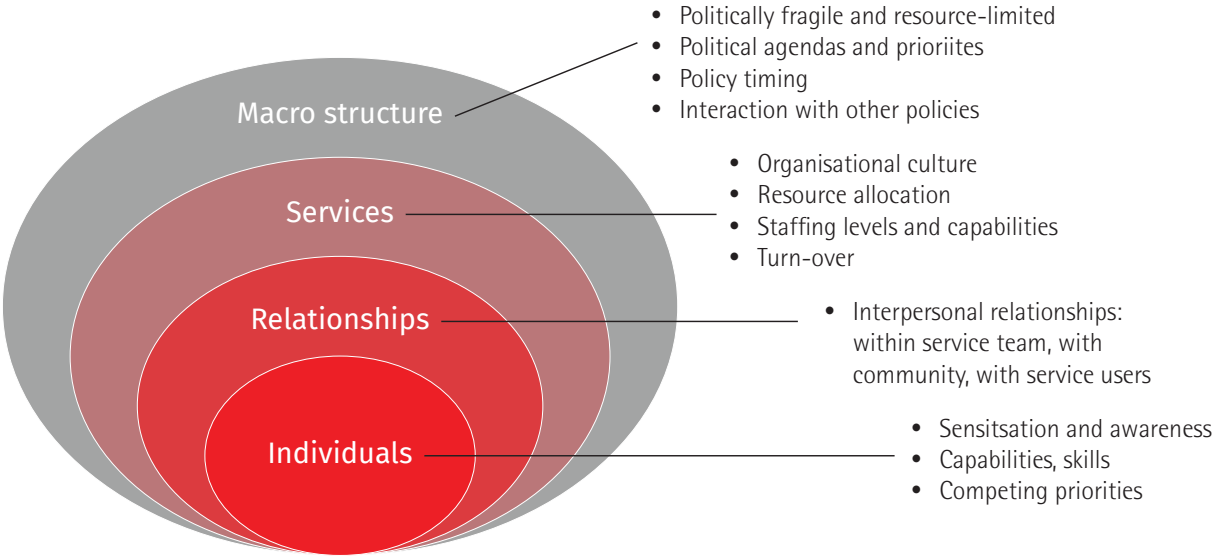 • Politically fragile and resource-limited
• Political agendas and prioriites
• Policy timing
• Interaction with other policies
Macro structure
• Organisational culture
• Resource allocation
• Staffing levels and capabilities
• Turn-over
Services
• Interpersonal relationships:
within service team, with
community, with service users
Relationships
• Sensitsation and awareness
• Capabilities, skills
• Competing priorities
Individuals